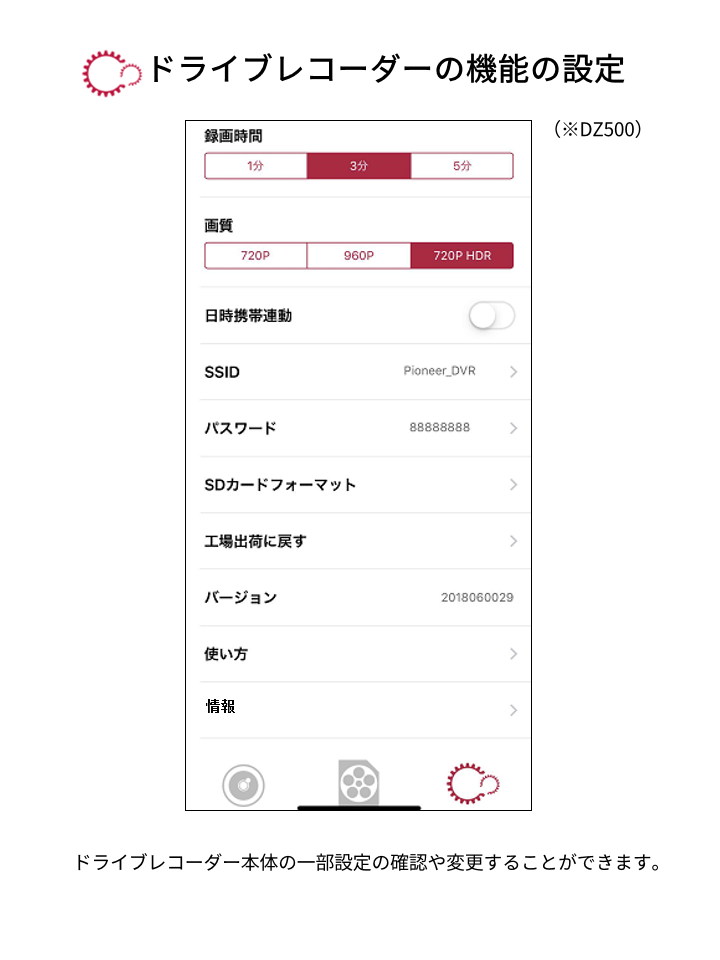 ドライブレコーダーの機能の設定
（※DZ500）
録画時間
1分 3分 5分
画質
720P 960P 720P HDR
日時携帯連動
SSID Pioneer_DVR
パスワード 88888888
SDカードフォーマット
工場出荷に戻す
バージョン 2018060029
使い方
情報
ドライブレコーダー本体の一部設定の確認や変更することができます。